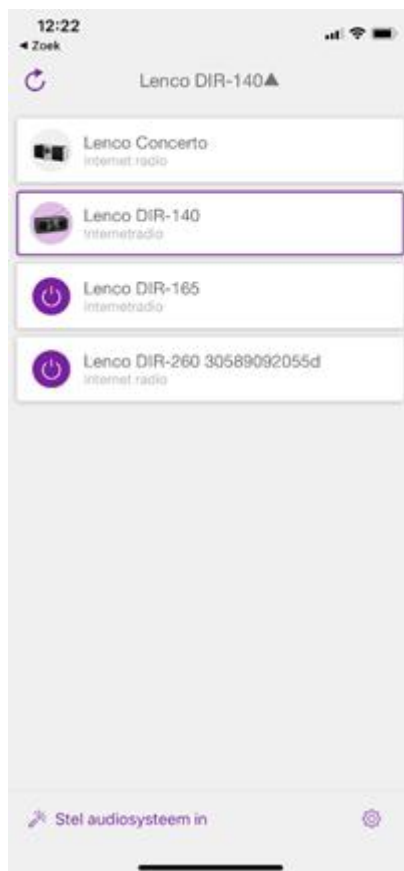 12:22
◀ Zoek
Lenco DIR-140▲
Lenco Concerto
Internet radio
Lenco DIR-140
Internetradio
Lenco DIR-165
Internetradio
Lenco DIR-260 30589092055d
Internet radio
Stel audiosysteem in